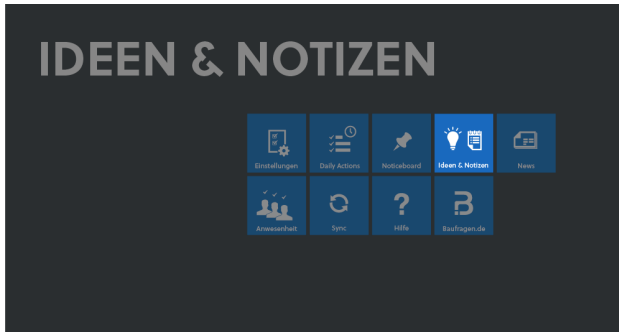 IDEEN & NOTIZEN
Einstellungen
Daily Actions
Noticeboard
Ideen & Notizen
News
Anwesenheit
Sync
Hilfe
Baufragen.de